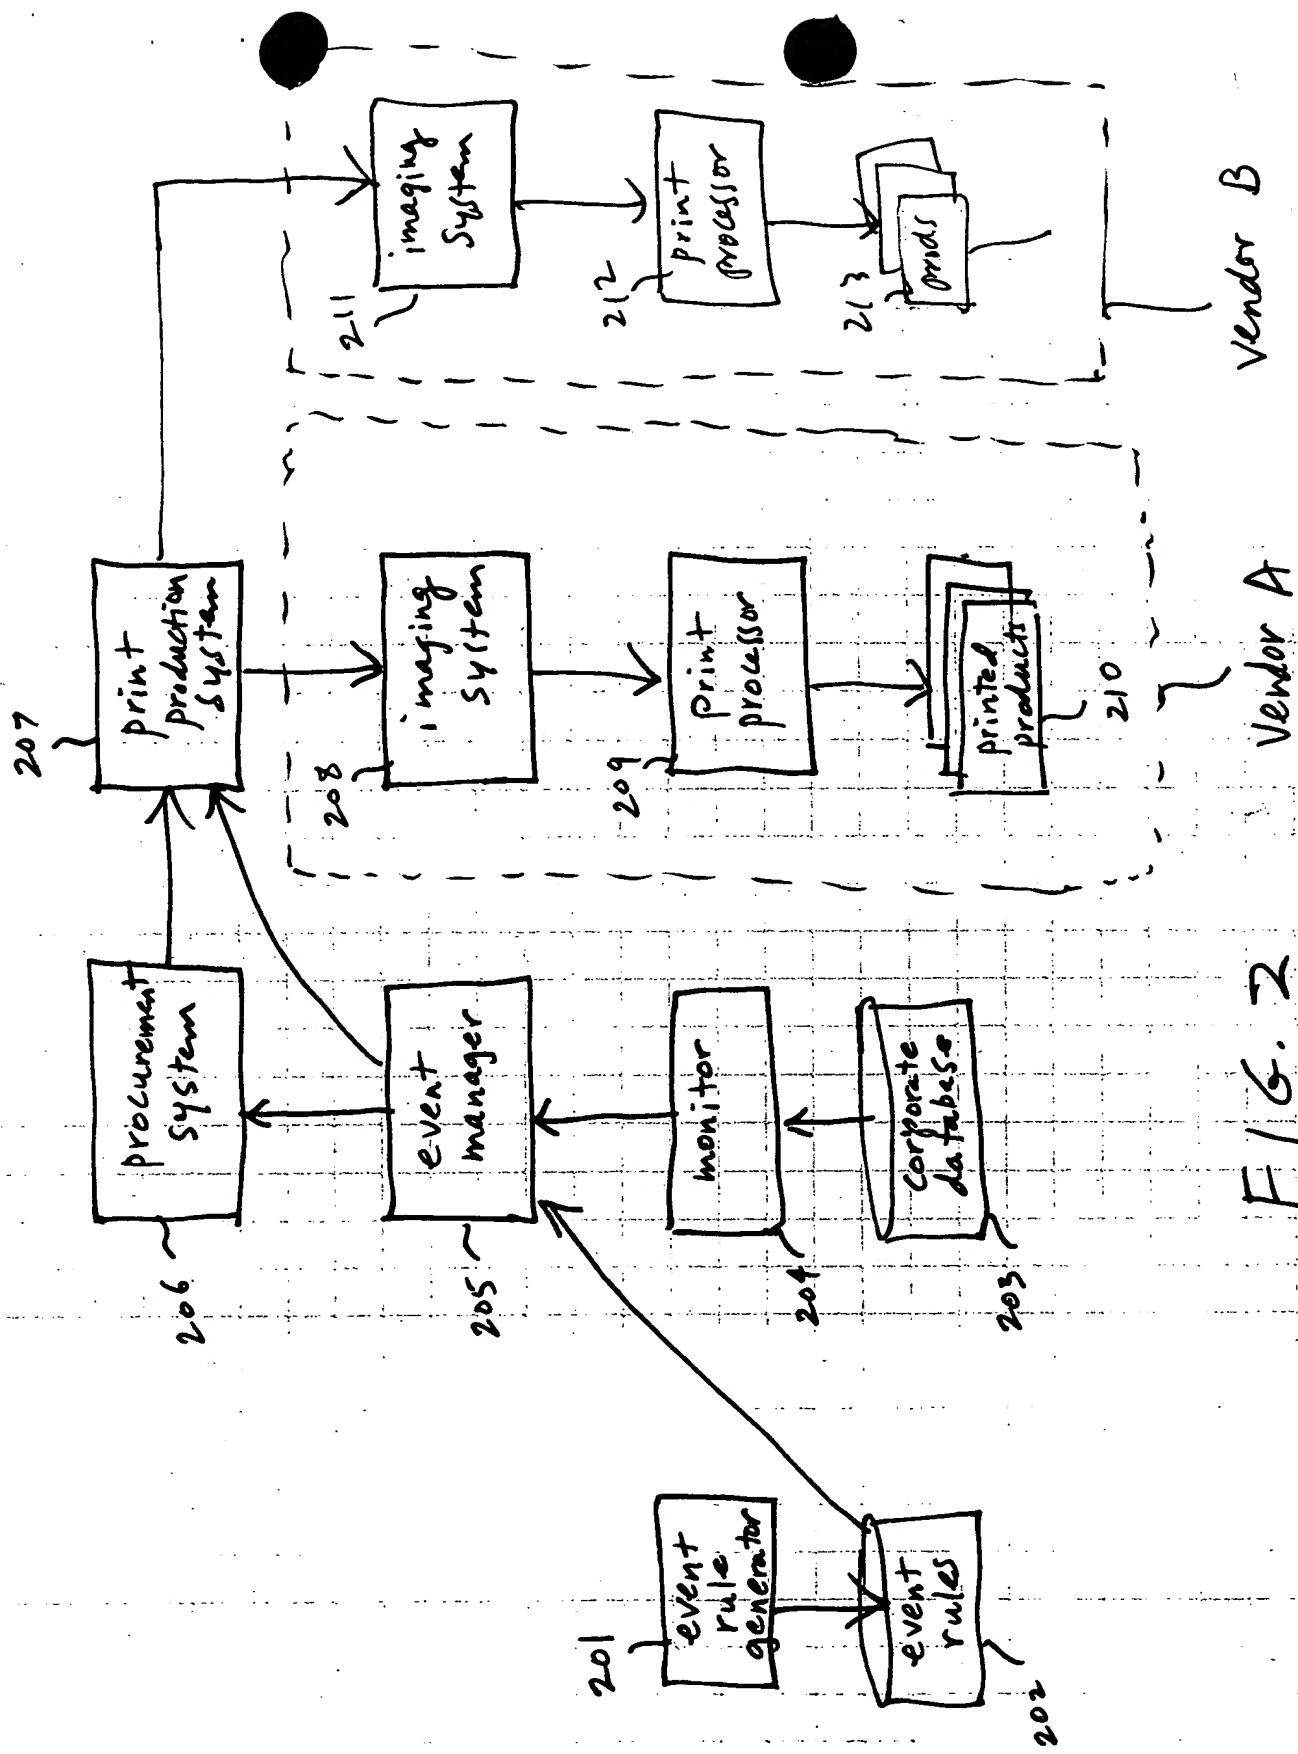 207
print
production
system
206
procurement
system
205
event
manager
208
imaging
system
211
imaging
system
201
event
rule
generator
204
monitor
209
print
processor
212
print
processor
202
event
rules
203
corporate
database
printed
products
210
213
prods
Vendor A
Vendor B
FIG. 2